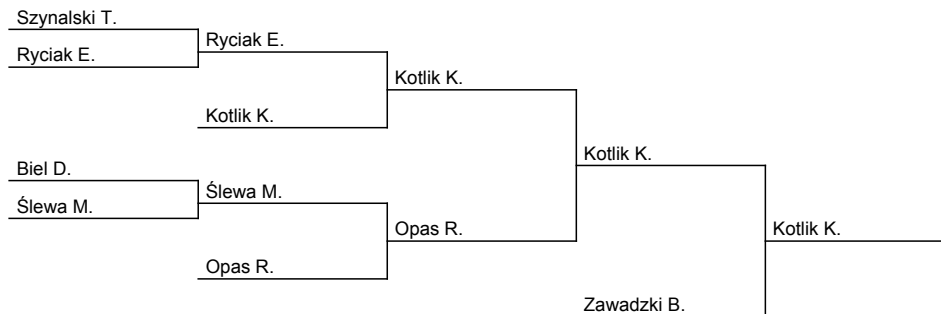 Szynalski T.
Ryciak E.
Ryciak E.
Kotlik K.
Kotlik K.
Kotlik K.
Biel D.
Ślewa M.
Ślewa M.
Opas R.
Kotlik K.
Opas R.
Zawadzki B.